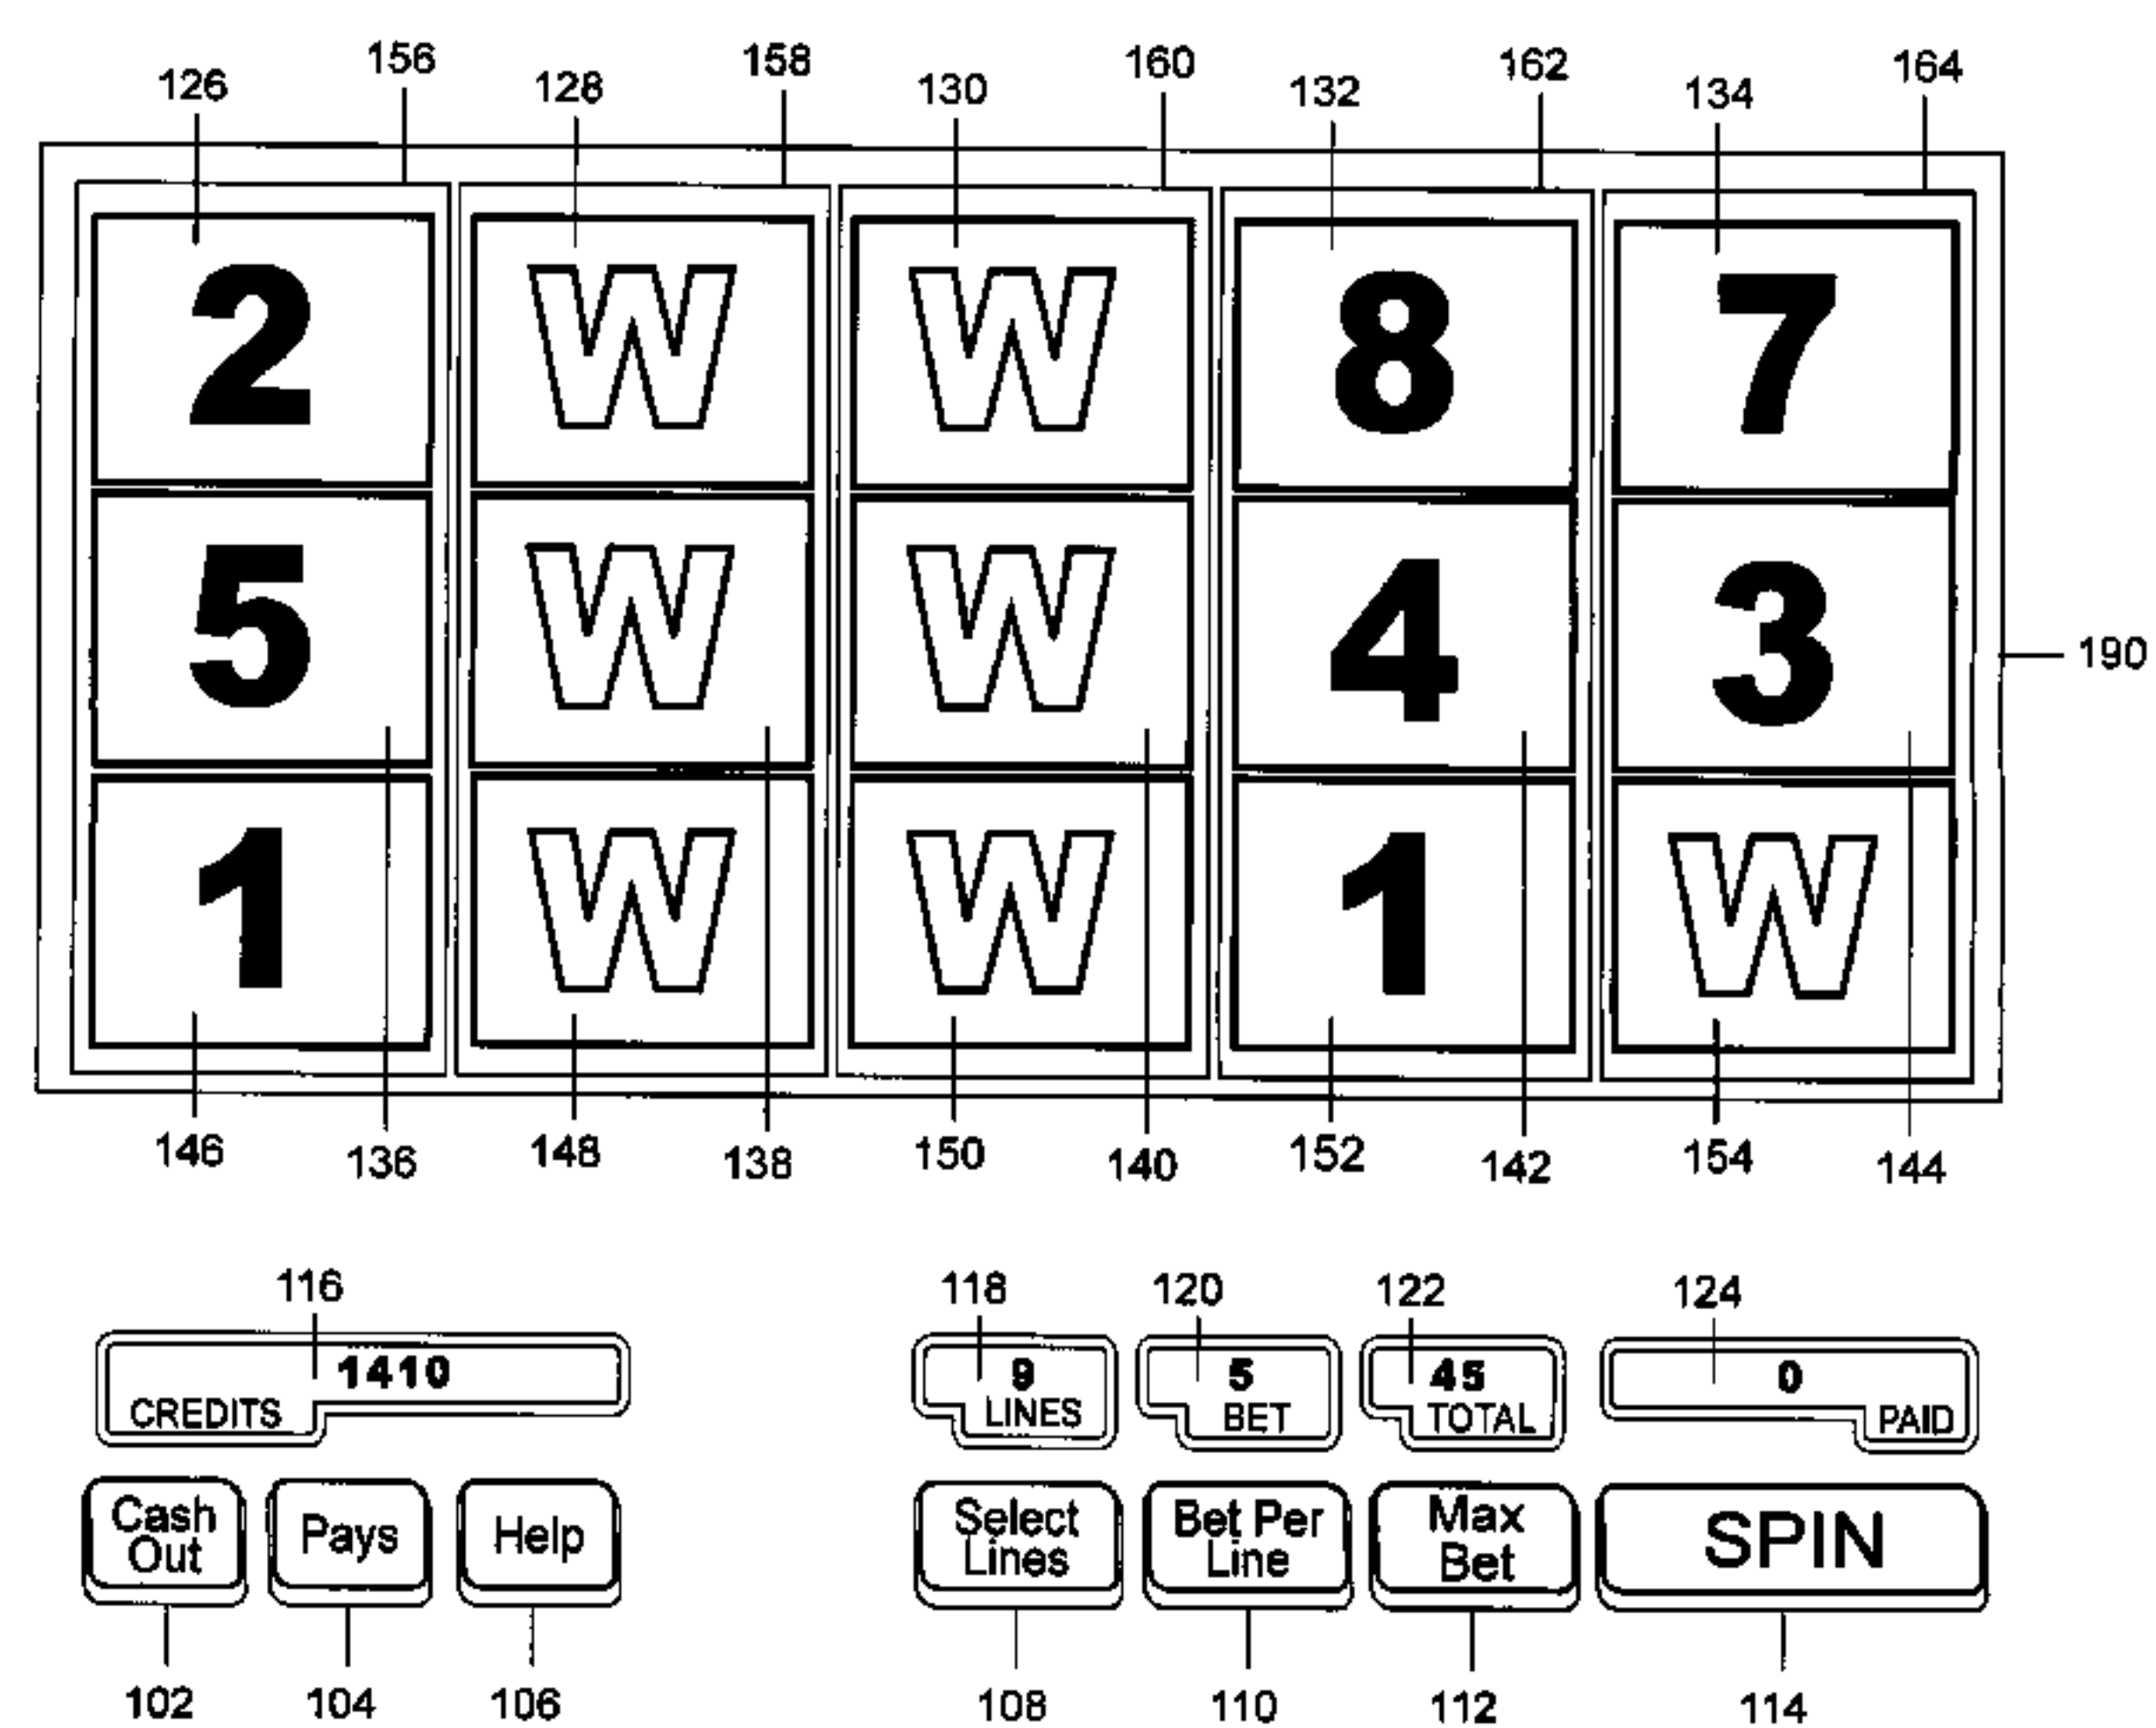 156 158 160 162 164
126 128 130 132 134
2 W W 8 7
5 W W 4 3
190
1 W W 1 W
146 136 148 138 150 140 152 142 154 144
116 118 120 122 124
1410 9 5 45 0
CREDITS LINES BET TOTAL PAID
Cash Out Pays Help Select Lines Bet Per Line Max Bet SPIN
102 104 106 108 110 112 114